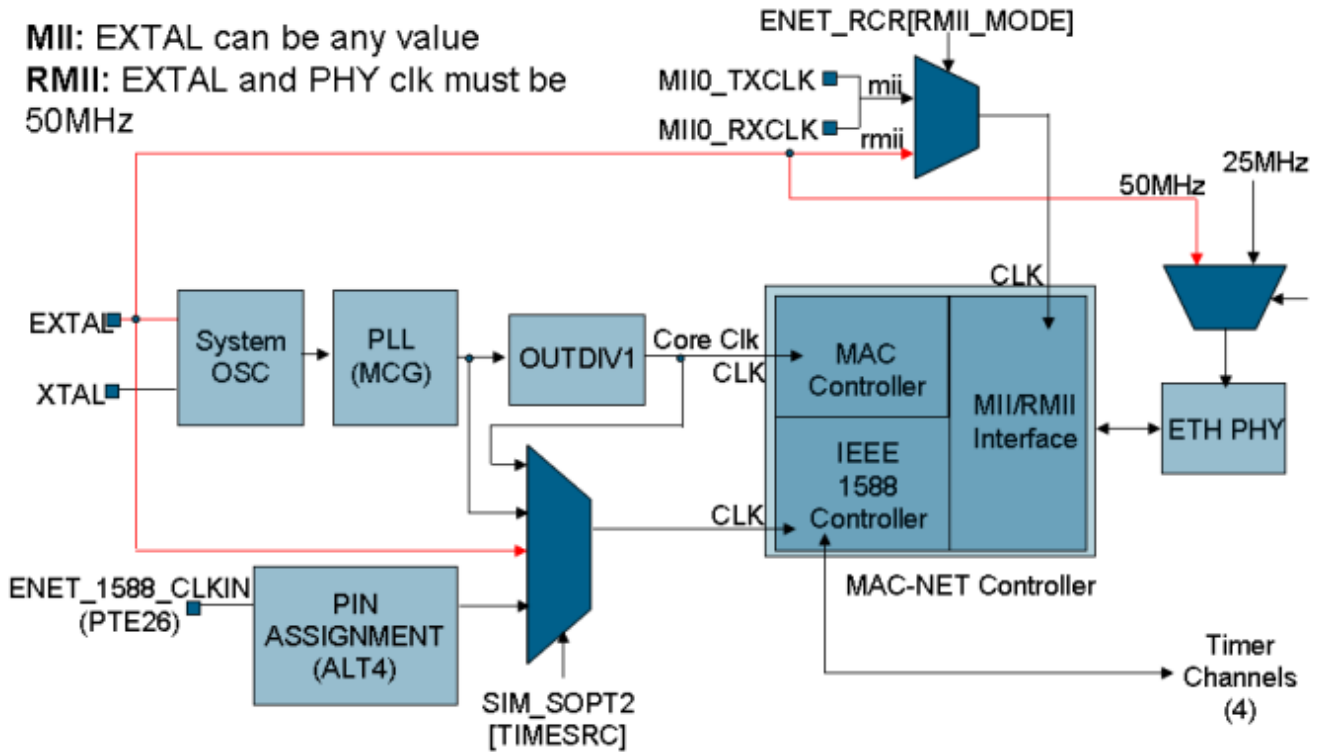 MII: EXTAL can be any value
RMII: EXTAL and PHY clk must be
50MHz
ENET_RCR[RMII_MODE]
MII0_TXCLK
mii
MII0_RXCLK
rmii
50MHz
25MHz
CLK
EXTAL
XTAL
System
OSC
PLL
(MCG)
OUTDIV1
Core Clk
CLK
MAC
Controller
MII/RMII
Interface
ETH PHY
IEEE
1588
Controller
CLK
ENET_1588_CLKIN
(PTE26)
PIN
ASSIGNMENT
(ALT4)
MAC-NET Controller
SIM_SOPT2
[TIMESRC]
Timer
Channels
(4)